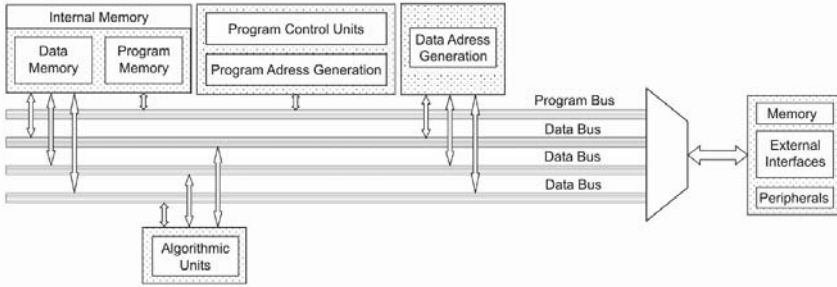 Internal Memory
Data
Memory
Program
Memory
Program Control Units
Program Adress Generation
Data Adress
Generation
Program Bus
Data Bus
Data Bus
Data Bus
Memory
External
Interfaces
Peripherals
Algorithmic
Units